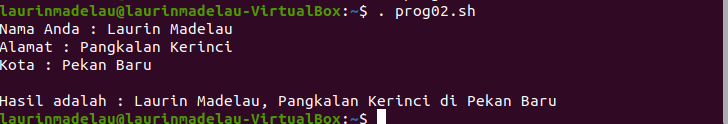 laurinmadelau@laurinmadelau-VirtualBox:~$ . prog02.sh
Nama Anda : Laurin Madelau
Alamat : Pangkalan Kerinci
Kota : Pekan Baru

Hasil adalah : Laurin Madelau, Pangkalan Kerinci di Pekan Baru
laurinmadelau@laurinmadelau-VirtualBox:~$